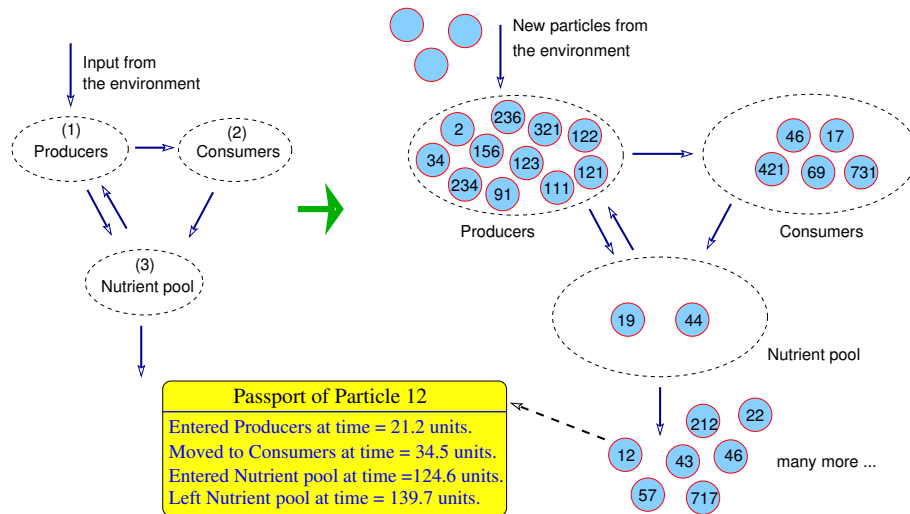 Input from
the environment
(1)
Producers
(2)
Consumers
(3)
Nutrient pool
New particles from
the environment
236
2
321
122
156
34
123
121
234
91
111
Producers
46
17
421
69
731
Consumers
19
44
Nutrient pool
Passport of Particle 12
Entered Producers at time = 21.2 units.
Moved to Consumers at time = 34.5 units.
Entered Nutrient pool at time =124.6 units.
Left Nutrient pool at time = 139.7 units.
212
22
12
43
46
many more ...
57
717